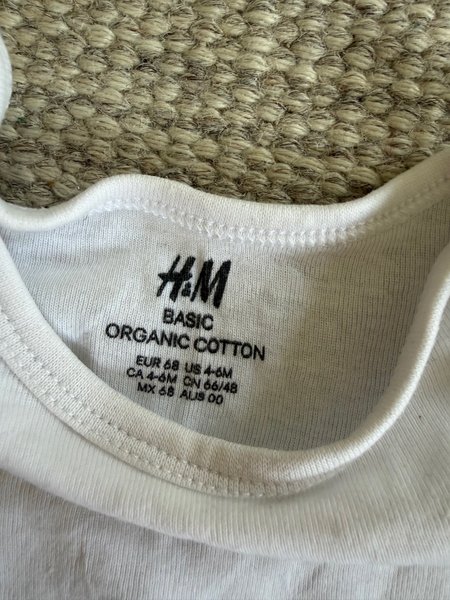 H&M
BASIC
ORGANIC COTTON
EUR 68 US 4-6M
CA 4-6M CN 66/48
MX 68 AUS 00